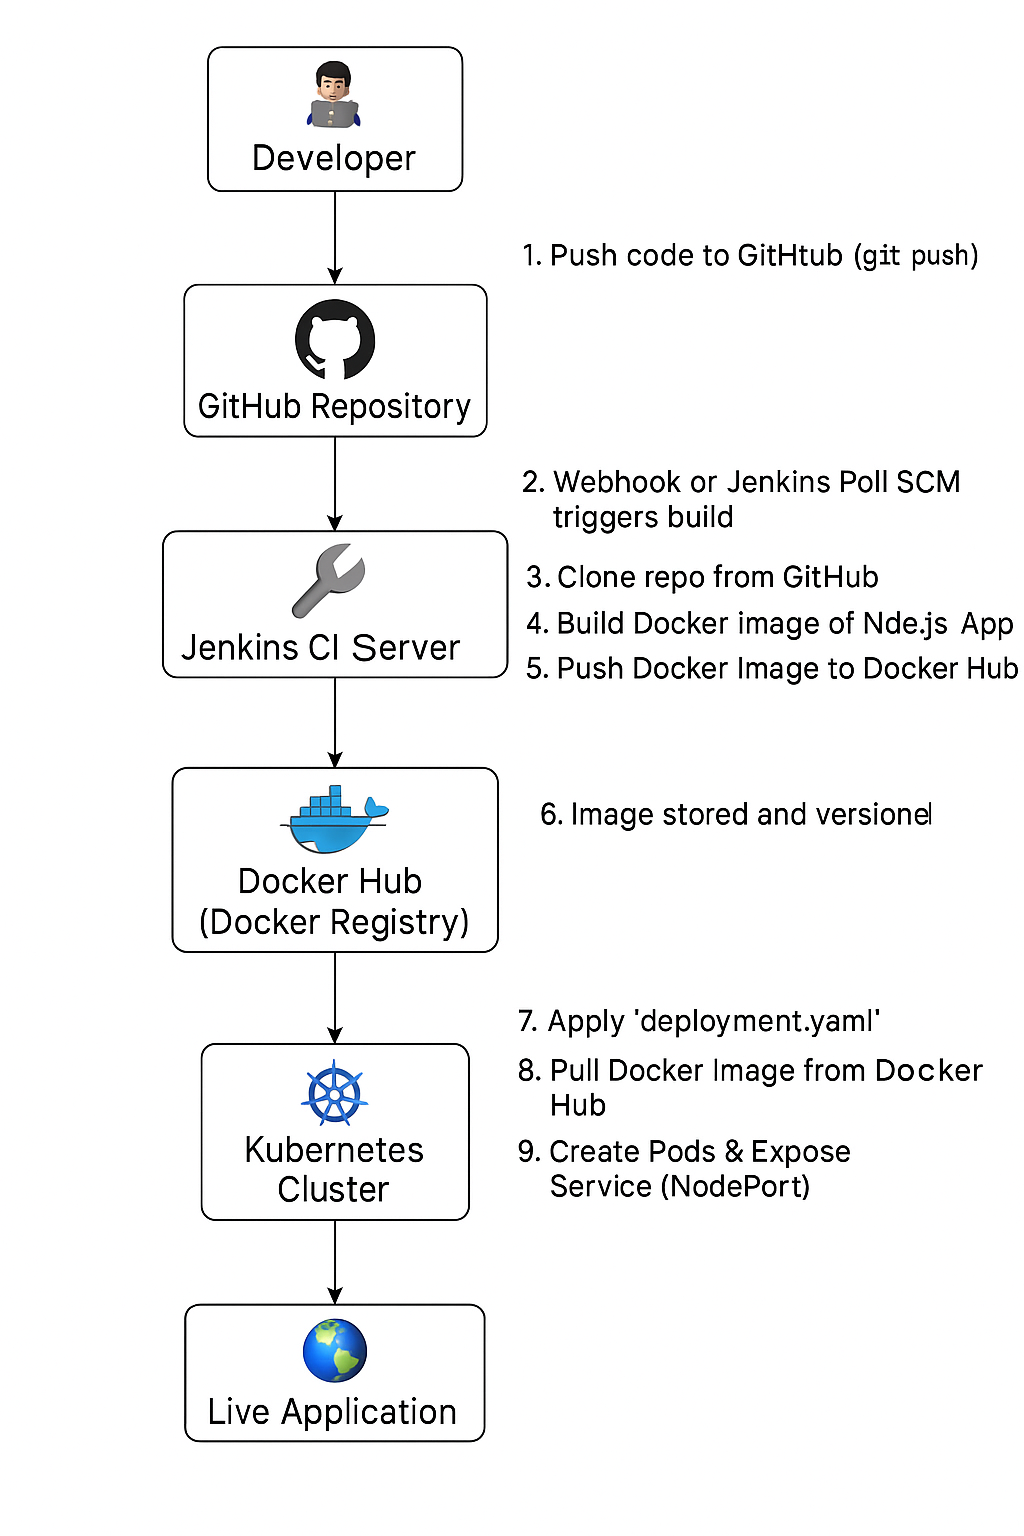 Developer
1. Push code to GitHtub (git push)
GitHub Repository
2. Webhook or Jenkins Poll SCM
triggers build
3. Clone repo from GitHub
4. Build Docker image of Nde.js App
5. Push Docker Image to Docker Hub
Jenkins CI Server
6. Image stored and versioned
Docker Hub
(Docker Registry)
7. Apply 'deployment.yaml'
8. Pull Docker Image from Docker
Hub
9. Create Pods & Expose
Service (NodePort)
Kubernetes
Cluster
Live Application